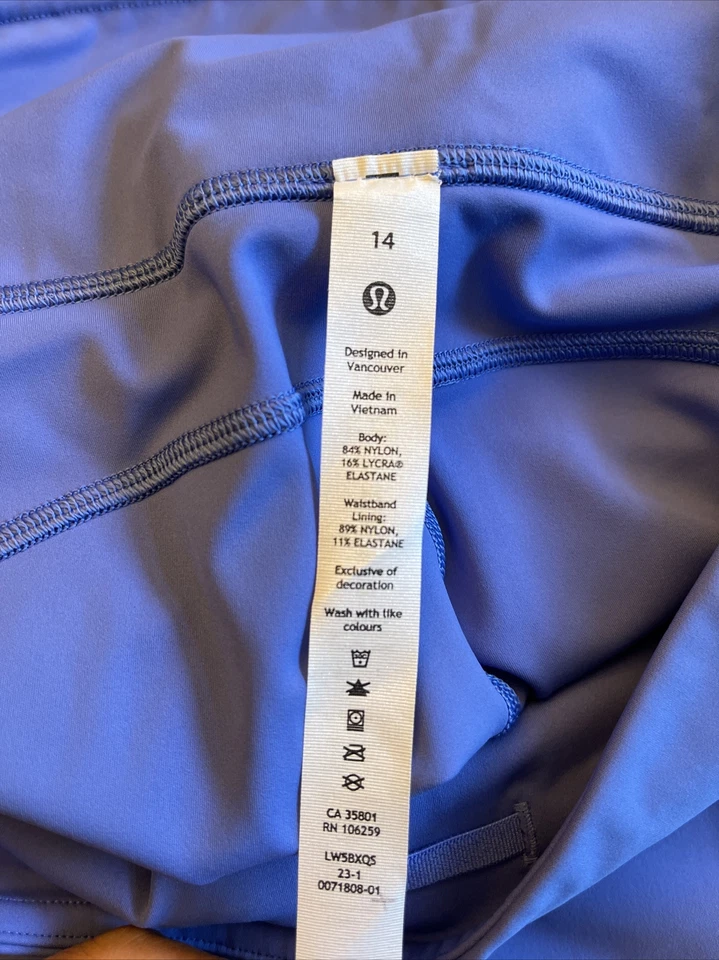 14
Designed in
Vancouver
Made in
Vietnam
Body:
84% NYLON,
16% LYCRA®
ELASTANE
Waistband
Lining:
89% NYLON,
11% ELASTANE
Exclusive of
decoration
Wash with like
colours
CA 35801
RN 106259
LW5BXQS
23-1
0071808-01